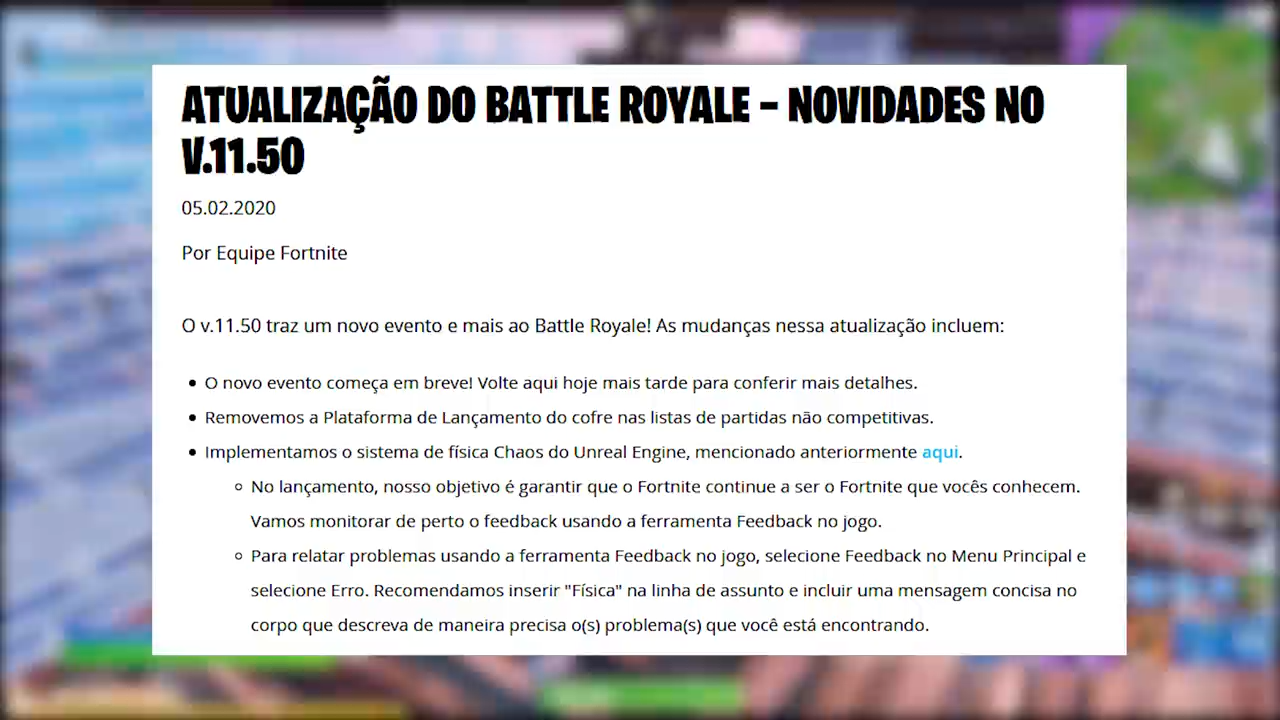 ATUALIZAÇÃO DO BATTLE ROYALE – NOVIDADES NO
V.11.50
05.02.2020
Por Equipe Fortnite
O v.11.50 traz um novo evento e mais ao Battle Royale! As mudanças nessa atualização incluem:
• O novo evento começa em breve! Volte aqui hoje mais tarde para conferir mais detalhes.
• Removemos a Plataforma de Lançamento do cofre nas listas de partidas não competitivas.
• Implementamos o sistema de física Chaos do Unreal Engine, mencionado anteriormente aqui.
◦ No lançamento, nosso objetivo é garantir que o Fortnite continue a ser o Fortnite que vocês conhecem.
Vamos monitorar de perto o feedback usando a ferramenta Feedback no jogo.
◦ Para relatar problemas usando a ferramenta Feedback no jogo, selecione Feedback no Menu Principal e
selecione Erro. Recomendamos inserir "Física" na linha de assunto e incluir uma mensagem concisa no
corpo que descreva de maneira precisa o(s) problema(s) que você está encontrando.